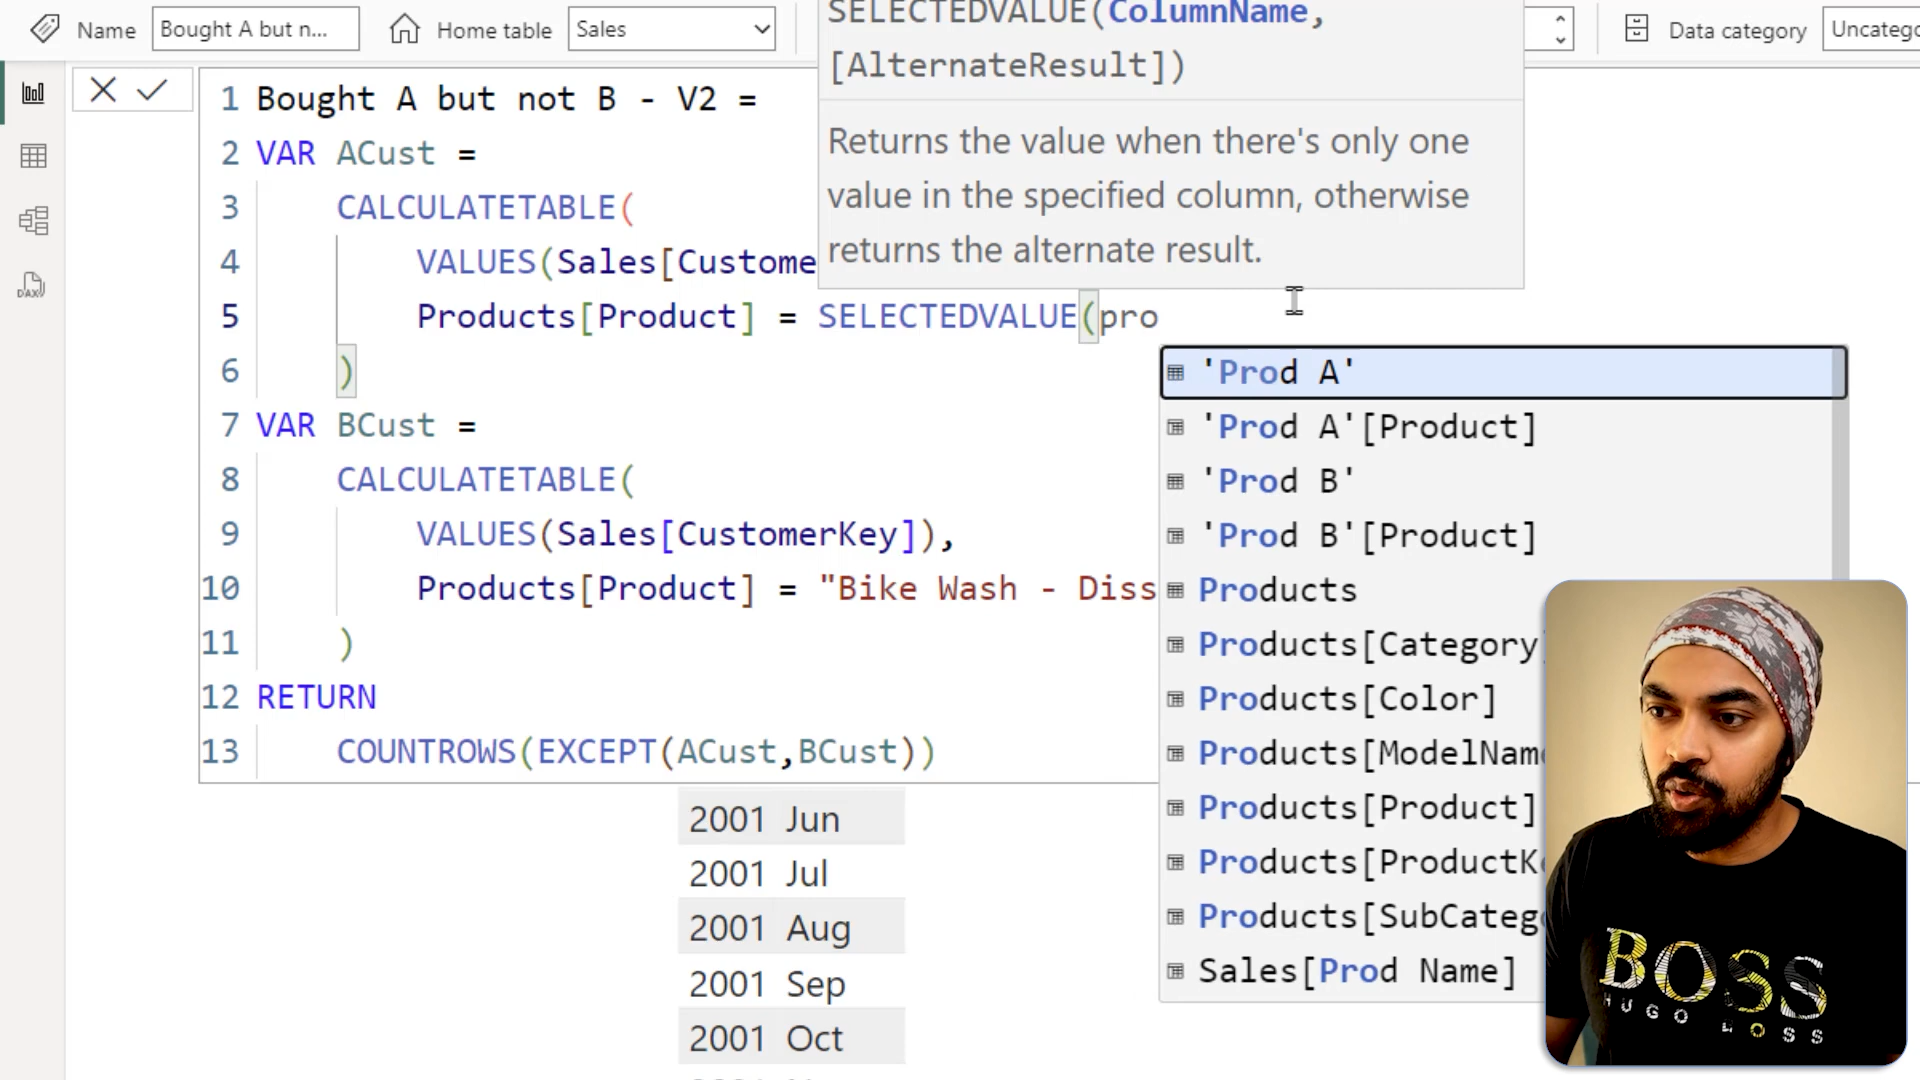 Name
Bought A but n...
Home table
Sales
Data category
Uncatego
SELECTEDVALUE(ColumnName,
[AlternateResult])
Returns the value when there's only one
value in the specified column, otherwise
returns the alternate result.
1 Bought A but not B - V2 =
2 VAR ACust =
3 CALCULATETABLE(
4 VALUES(Sales[Custome
5 Products[Product] = SELECTEDVALUE(pro
6 )
7 VAR BCust =
8 CALCULATETABLE(
9 VALUES(Sales[CustomerKey]),
10 Products[Product] = "Bike Wash - Diss
11 )
12 RETURN
13 COUNTROWS(EXCEPT(ACust,BCust))
'Prod A'
'Prod A'[Product]
'Prod B'
'Prod B'[Product]
Products
Products[Category]
Products[Color]
Products[ModelName
Products[Product]
Products[ProductKe
Products[SubCatego
Sales[Prod Name]
DAX
2001 Jun
2001 Jul
2001 Aug
2001 Sep
2001 Oct
BOSS
HUGO BOSS